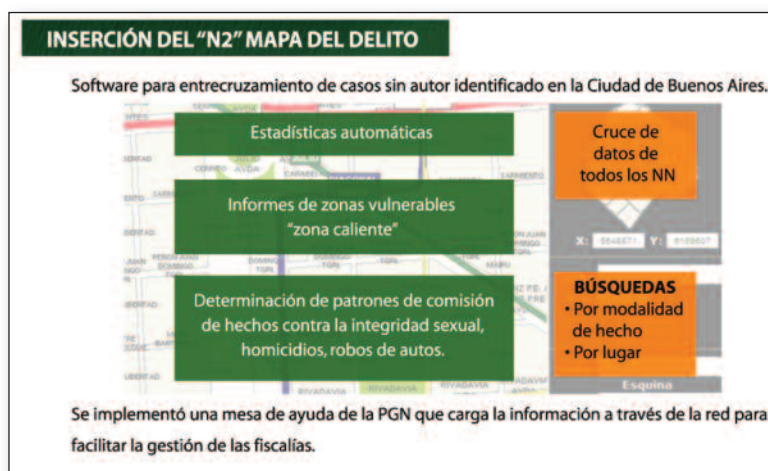 INSERCIÓN DEL “N2” MAPA DEL DELITO
Software para entrecruzamiento de casos sin autor identificado en la Ciudad de Buenos Aires.
Estadísticas automáticas
Cruce de
datos de
todos los NN
Informes de zonas vulnerables
“zona caliente”
X:
Y:
Determinación de patrones de comisión
de hechos contra la integridad sexual,
homicidios, robos de autos.
BÚSQUEDAS
• Por modalidad
de hecho
• Por lugar
RIVADAVIA
RIVADAVIA
Esquina
Se implementó una mesa de ayuda de la PGN que carga la información a través de la red para
facilitar la gestión de las fiscalías.